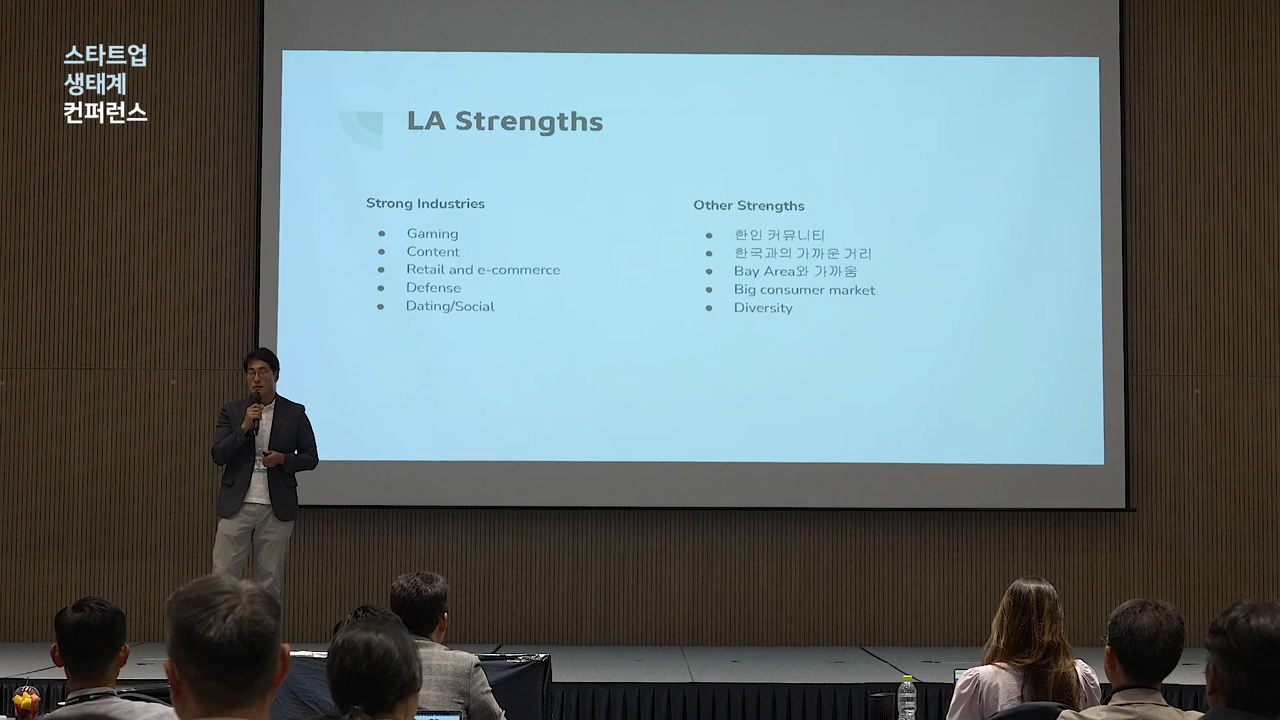 스타트업
생태계
컨퍼런스
LA Strengths
Strong Industries
Gaming
Content
Retail and e-commerce
Defense
Dating/Social
Other Strengths
한인 커뮤니티
한국과의 가까운 거리
Bay Area와 가까움
Big consumer market
Diversity